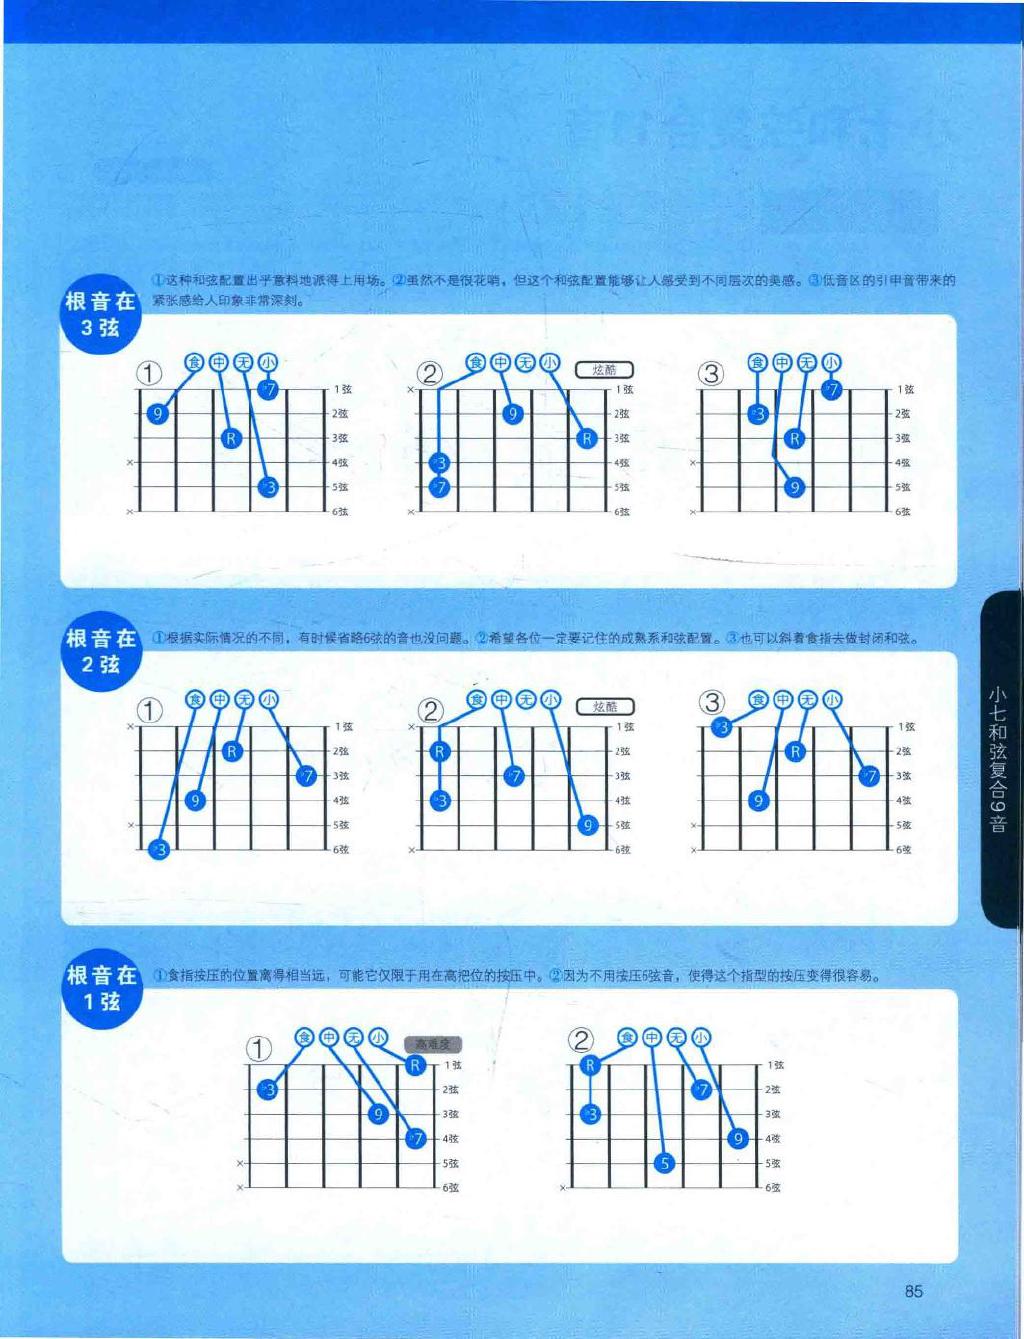 根音在
3弦
①这种和弦配置出乎意料地派得上用场。②虽然不是很花哨，但这个和弦配置能够让人感受到不同层次的美感。③低音区的引申音带来的
紧张感给人印象非常深刻。
① 食 中 无 小
♭7 1弦
9 2弦
R 3弦
× 4弦
♭3 5弦
× 6弦
② 食 中 无 小 炫酷
× 1弦
9 2弦
R 3弦
♭3 4弦
♭7 5弦
× 6弦
③ 食 中 无 小
♭7 1弦
♭3 2弦
R 3弦
× 4弦
9 5弦
× 6弦
根音在
2弦
①根据实际情况的不同，有时候省略6弦的音也没问题。②希望各位一定要记住的成熟系和弦配置。③也可以斜着食指去做封闭和弦。
① 食 中 无 小
× 1弦
R 2弦
♭7 3弦
9 4弦
× 5弦
♭3 6弦
② 食 中 无 小 炫酷
× 1弦
R 2弦
♭7 3弦
♭3 4弦
9 5弦
× 6弦
③ 食 中 无 小
♭3 1弦
R 2弦
♭7 3弦
9 4弦
× 5弦
× 6弦
小七和弦复合9音
根音在
1弦
①食指按压的位置离得相当远，可能它仅限于用在高把位的按压中。②因为不用按压6弦音，使得这个指型的按压变得很容易。
① 食 中 无 小 高难度
R 1弦
♭3 2弦
9 3弦
♭7 4弦
× 5弦
× 6弦
② 食 中 无 小
R 1弦
♭7 2弦
♭3 3弦
9 4弦
5 5弦
× 6弦
85